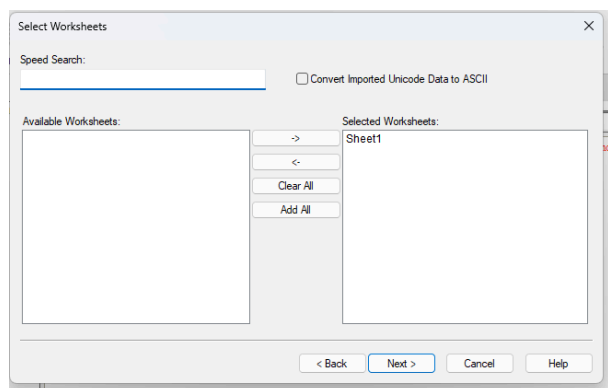 Select Worksheets
Speed Search:
Convert Imported Unicode Data to ASCII
Available Worksheets:
Selected Worksheets:
->
Sheet1
<-
Clear All
Add All
< Back
Next >
Cancel
Help